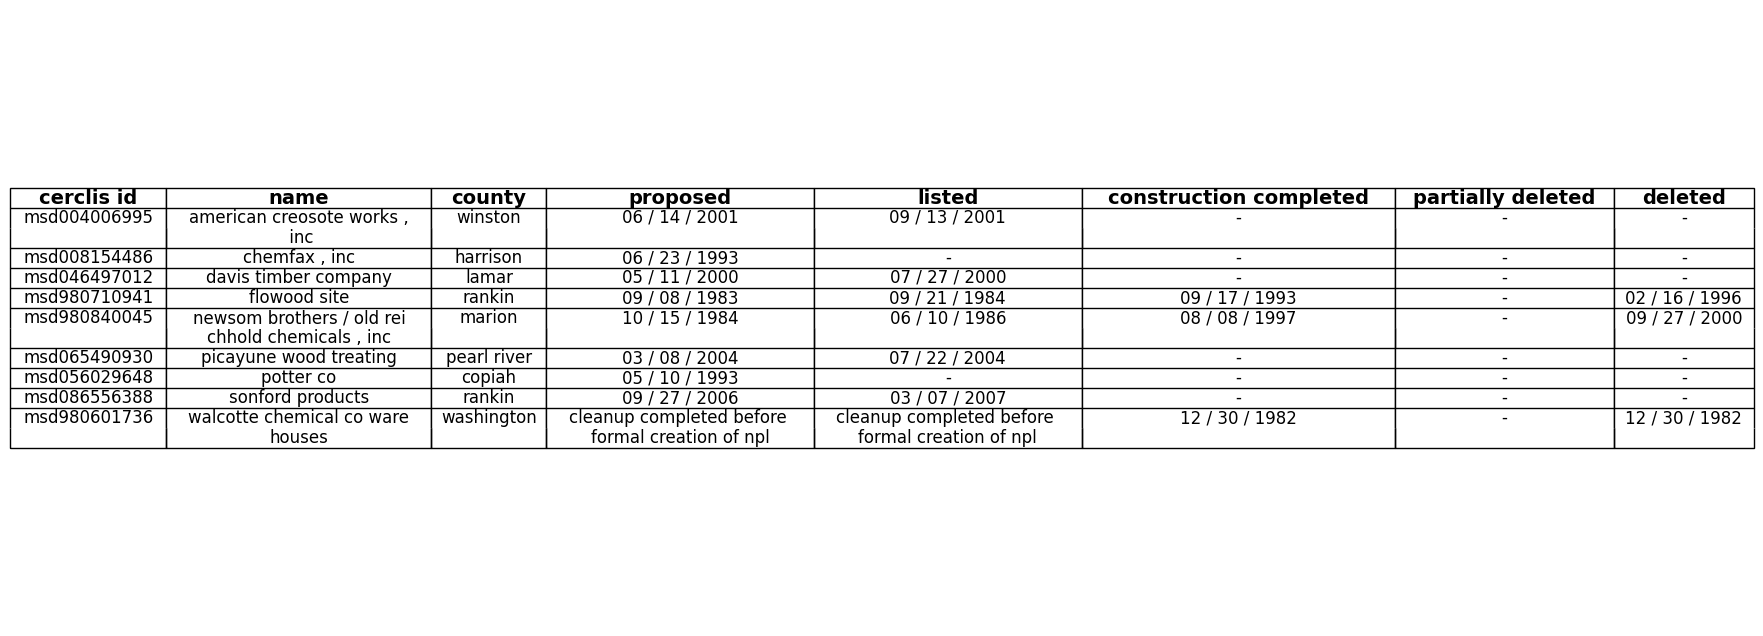 cerclis id name county proposed listed construction completed partially deleted deleted
msd004006995 american creosote works , winston 06 / 14 / 2001 09 / 13 / 2001 - - -
inc
msd008154486 chemfax , inc harrison 06 / 23 / 1993 - - - -
msd046497012 davis timber company lamar 05 / 11 / 2000 07 / 27 / 2000 - - -
msd980710941 flowood site rankin 09 / 08 / 1983 09 / 21 / 1984 09 / 17 / 1993 - 02 / 16 / 1996
msd980840045 newsom brothers / old rei marion 10 / 15 / 1984 06 / 10 / 1986 08 / 08 / 1997 - 09 / 27 / 2000
chhold chemicals , inc
msd065490930 picayune wood treating pearl river 03 / 08 / 2004 07 / 22 / 2004 - - -
msd056029648 potter co copiah 05 / 10 / 1993 - - - -
msd086556388 sonford products rankin 09 / 27 / 2006 03 / 07 / 2007 - - -
msd980601736 walcotte chemical co ware washington cleanup completed before cleanup completed before 12 / 30 / 1982 - 12 / 30 / 1982
houses formal creation of npl formal creation of npl